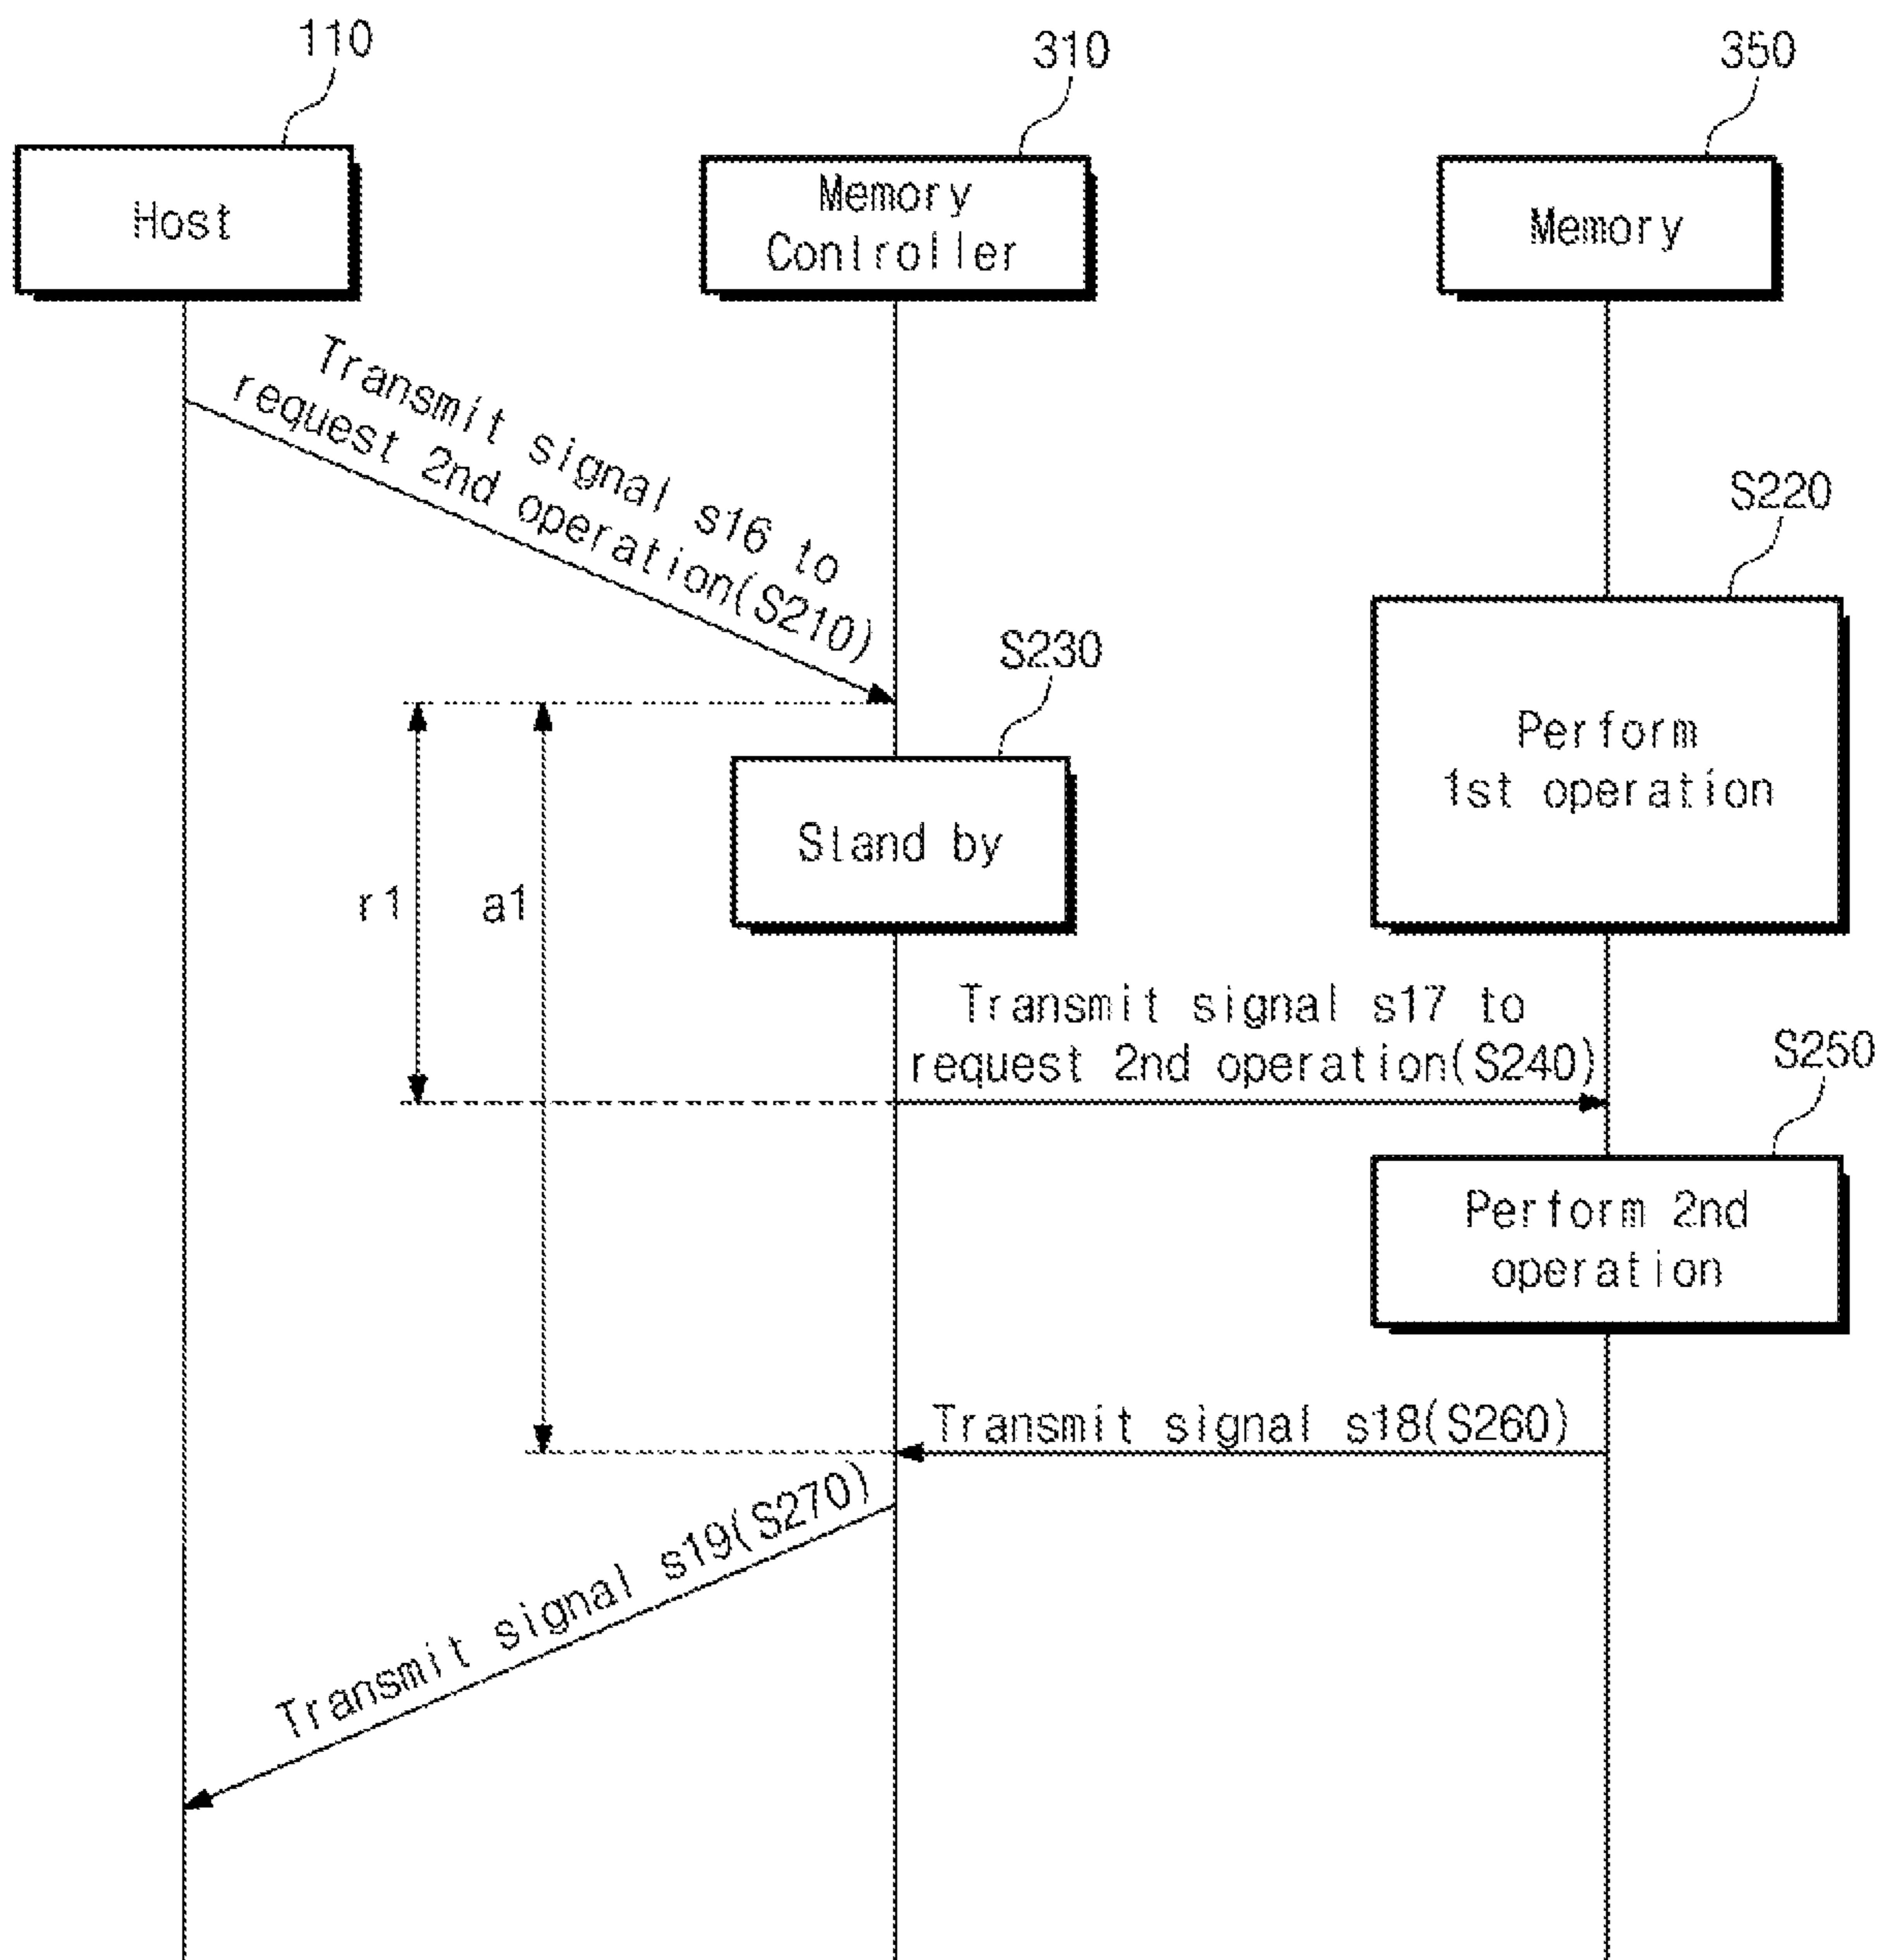 110
310
350
Host
Memory
Controller
Memory
Transmit signal s16 to
request 2nd operation(S210)
S220
S230
Perform
1st operation
Stand by
r1
a1
Transmit signal s17 to
request 2nd operation(S240)
S250
Perform 2nd
operation
Transmit signal s18(S260)
Transmit signal s19(S270)